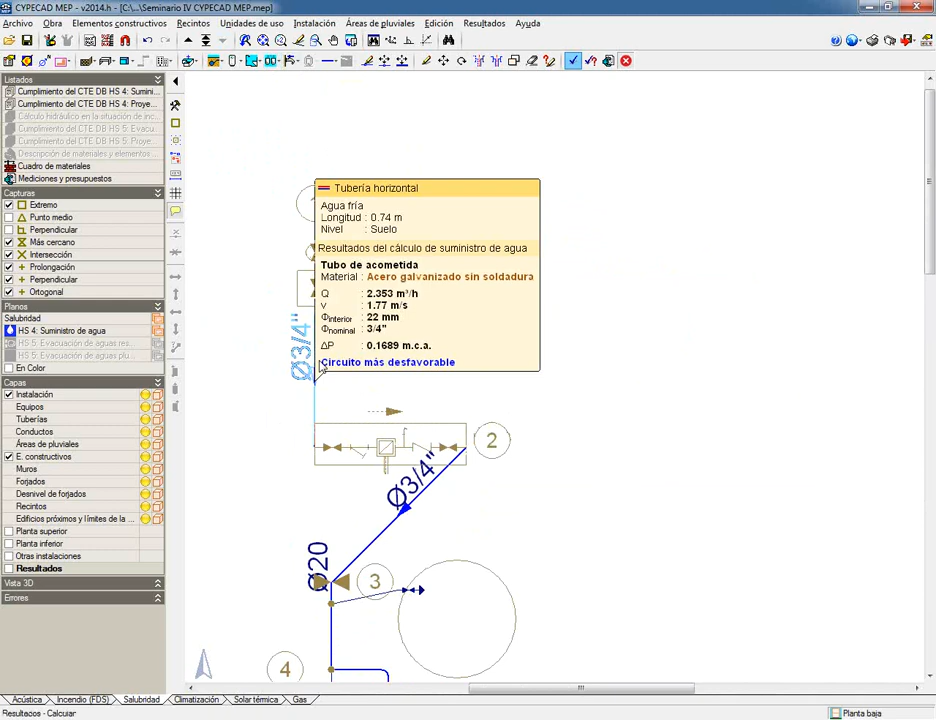 CYPECAD MEP - v2014.h - [C:\...\Seminario IV CYPECAD MEP.mep]
Archivo Obra Elementos constructivos Recintos Unidades de uso Instalación Áreas de pluviales Edición Resultados Ayuda
Listados
Cumplimiento del CTE DB HS 4: Sumini...
Cumplimiento del CTE DB HS 4: Proye...
Cálculo hidráulico en la situación de inc...
Cumplimiento del CTE DB HS 5: Evacu...
Cumplimiento del CTE DB HS 5: Proye...
Descripción de materiales y elementos ...
Cuadro de materiales
Mediciones y presupuestos
Capturas
Extremo
Punto medio
Perpendicular
Más cercano
Intersección
Prolongación
Perpendicular
Ortogonal
Planos
Salubridad
HS 4: Suministro de agua
HS 5: Evacuación de aguas res...
HS 5: Evacuación de aguas plu...
En Color
Capas
Instalación
Equipos
Tuberías
Conductos
Áreas de pluviales
E. constructivos
Muros
Forjados
Desnivel de forjados
Recintos
Edificios próximos y límites de la ...
Planta superior
Planta inferior
Otras instalaciones
Resultados
Vista 3D
Errores
Tubería horizontal
Agua fría
Longitud : 0.74 m
Nivel : Suelo
Resultados del cálculo de suministro de agua
Tubo de acometida
Material : Acero galvanizado sin soldadura
Q : 2.353 m³/h
v : 1.77 m/s
Φinterior : 22 mm
Φnominal : 3/4"
ΔP : 0.1689 m.c.a.
Circuito más desfavorable
Ø3/4"
2
Ø3/4"
Ø20
3
4
Acústica Incendio (FDS) Salubridad Climatización Solar térmica Gas
Resultados - Calcular
Planta baja